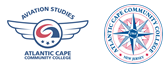 AVIATION STUDIES
ATLANTIC CAPE
COMMUNITY COLLEGE
ATLANTIC CAPE COMMUNITY COLLEGE
NEW JERSEY